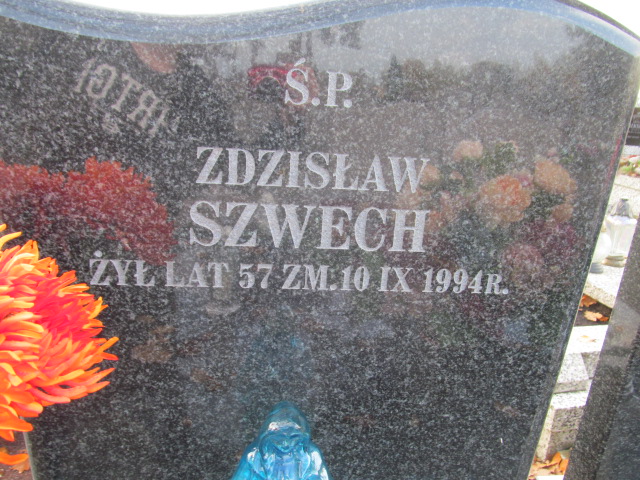 Ś.P.
ZDZISŁAW
SZWECH
ŻYŁ LAT 57 ZM.10 IX 1994R.